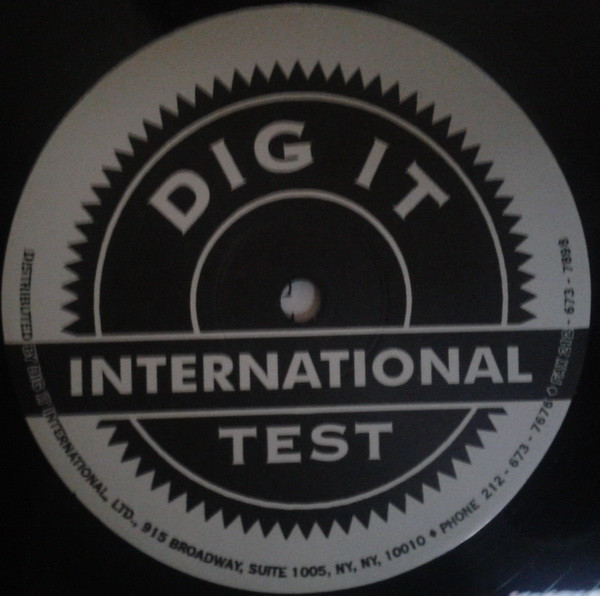 DIG IT
INTERNATIONAL
TEST
DISTRIBUTED BY DIG IT INTERNATIONAL, LTD., 915 BROADWAY, SUITE 1005, NY, NY, 10010 ♦ PHONE 212 - 673 - 7676 ♦ FAX 212 - 673 - 7898